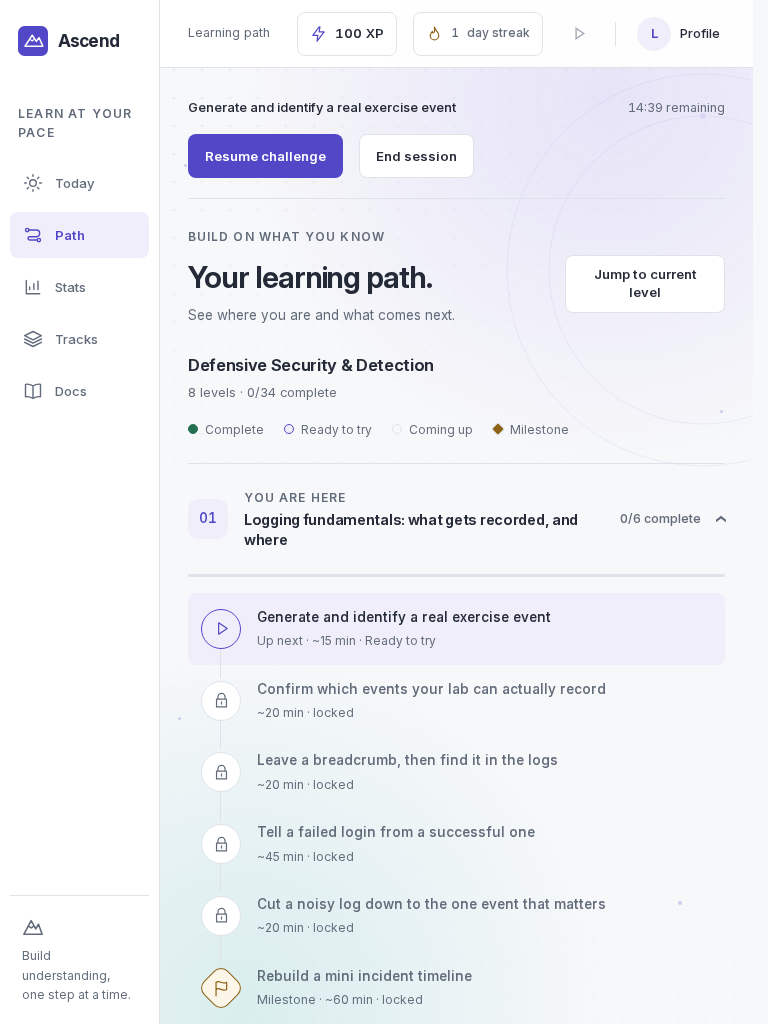 Ascend
LEARN AT YOUR
PACE
Today
Path
Stats
Tracks
Docs
Build
understanding,
one step at a time.
Learning path
100 XP
1 day streak
L
Profile
Generate and identify a real exercise event
14:39 remaining
Resume challenge
End session
BUILD ON WHAT YOU KNOW
Your learning path.
See where you are and what comes next.
Jump to current
level
Defensive Security & Detection
8 levels · 0/34 complete
Complete
Ready to try
Coming up
Milestone
01
YOU ARE HERE
Logging fundamentals: what gets recorded, and
where
0/6 complete
Generate and identify a real exercise event
Up next · ~15 min · Ready to try
Confirm which events your lab can actually record
~20 min · locked
Leave a breadcrumb, then find it in the logs
~20 min · locked
Tell a failed login from a successful one
~45 min · locked
Cut a noisy log down to the one event that matters
~20 min · locked
Rebuild a mini incident timeline
Milestone · ~60 min · locked